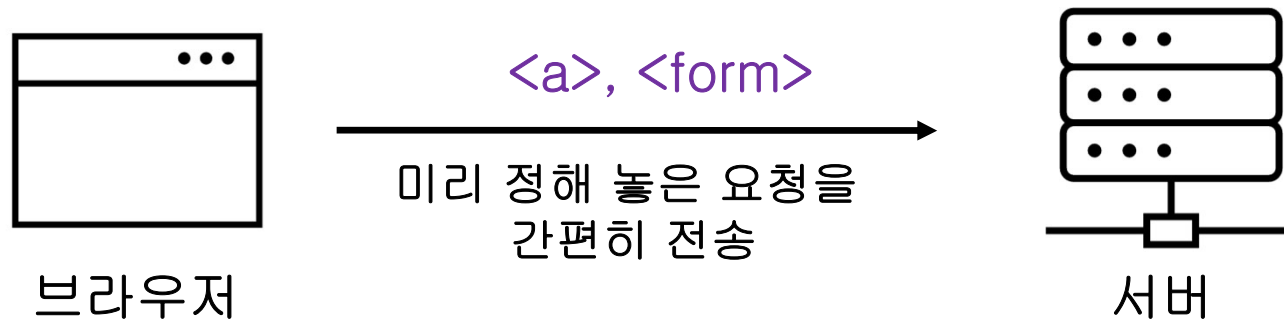 <a>, <form>
미리 정해 놓은 요청을
간편히 전송
브라우저
서버